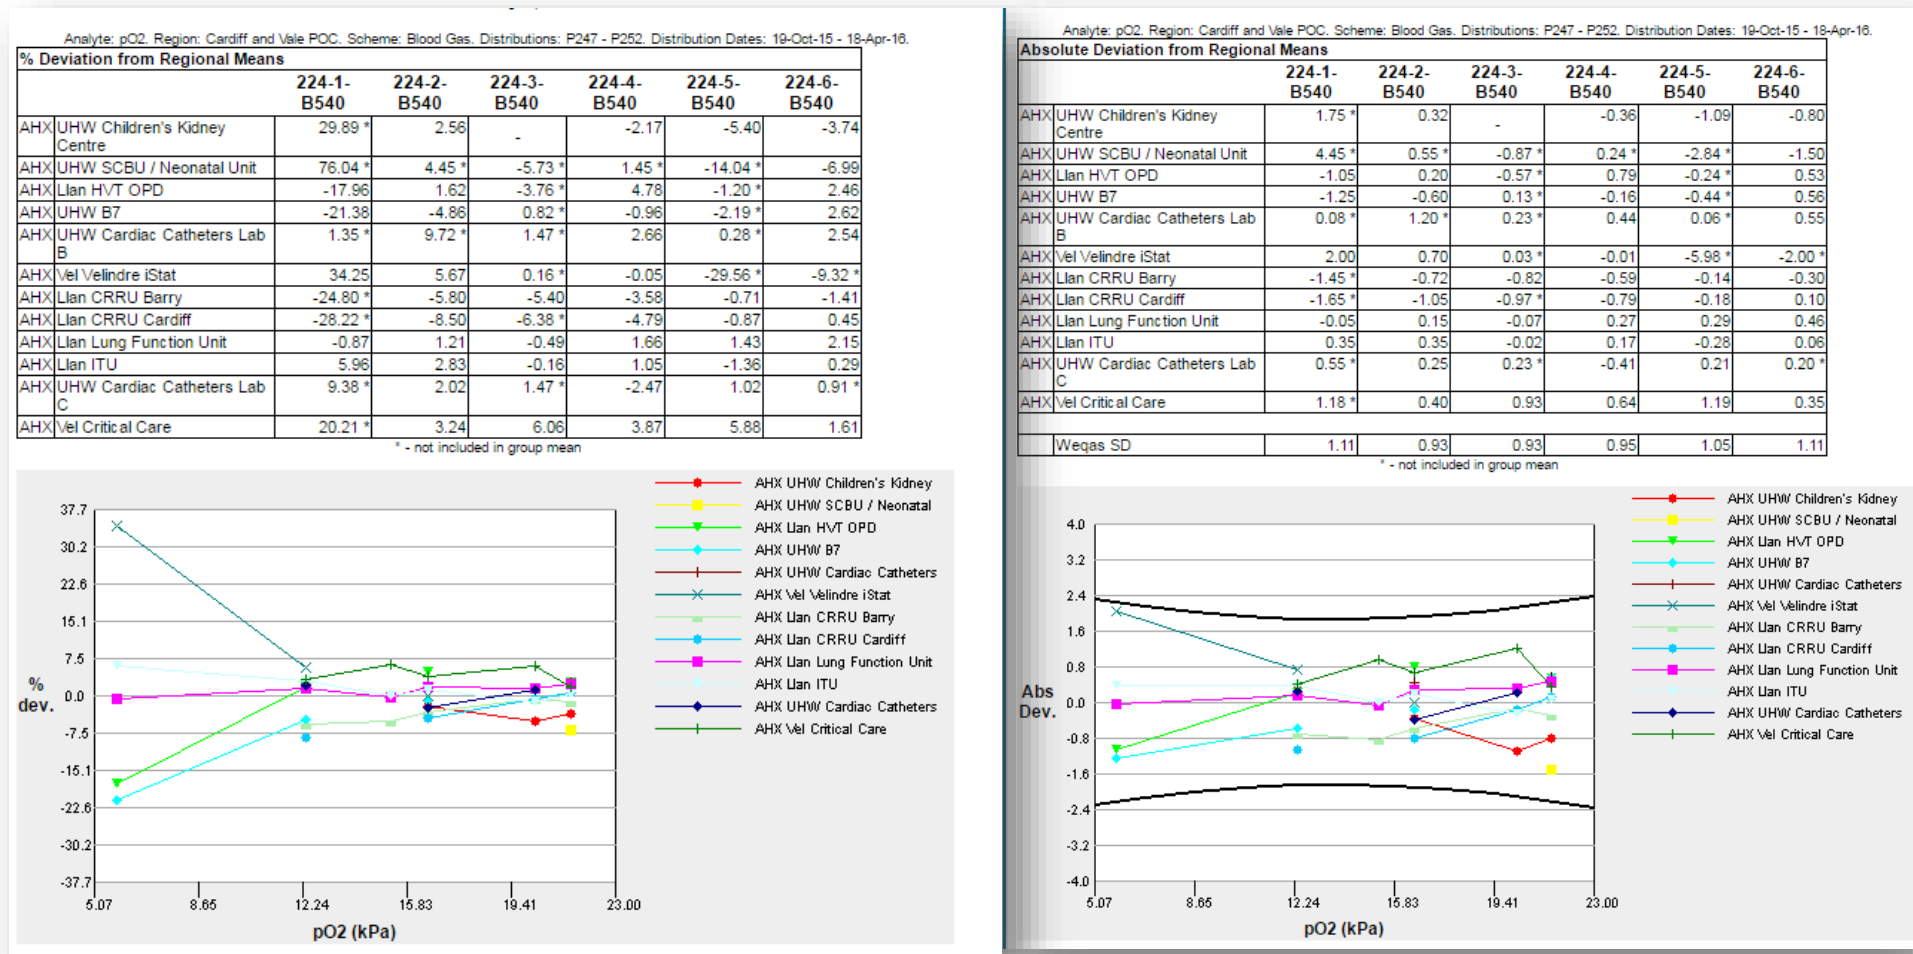 Analyte: pO2. Region: Cardiff and Vale POC. Scheme: Blood Gas. Distributions: P247 - P252. Distribution Dates: 19-Oct-15 - 18-Apr-16.
% Deviation from Regional Means
224-1-B540 224-2-B540 224-3-B540 224-4-B540 224-5-B540 224-6-B540
AHX UHW Children's Kidney Centre 29.89 * 2.56 - -2.17 -5.40 -3.74
AHX UHW SCBU / Neonatal Unit 76.04 * 4.45 * -5.73 * 1.45 * -14.04 * -6.99
AHX Llan HVT OPD -17.96 1.62 -3.76 * 4.78 -1.20 * 2.46
AHX UHW B7 -21.38 -4.86 0.82 * -0.96 -2.19 * 2.62
AHX UHW Cardiac Catheters Lab B 1.35 * 9.72 * 1.47 * 2.66 0.28 * 2.54
AHX Vel Velindre iStat 34.25 5.67 0.16 * -0.05 -29.56 * -9.32 *
AHX Llan CRRU Barry -24.80 * -5.80 -5.40 -3.58 -0.71 -1.41
AHX Llan CRRU Cardiff -28.22 * -8.50 -6.38 * -4.79 -0.87 0.45
AHX Llan Lung Function Unit -0.87 1.21 -0.49 1.66 1.43 2.15
AHX Llan ITU 5.96 2.83 -0.16 1.05 -1.36 0.29
AHX UHW Cardiac Catheters Lab C 9.38 * 2.02 1.47 * -2.47 1.02 0.91 *
AHX Vel Critical Care 20.21 * 3.24 6.06 3.87 5.88 1.61
* - not included in group mean
AHX UHW Children's Kidney
AHX UHW SCBU / Neonatal
AHX Llan HVT OPD
AHX UHW B7
AHX UHW Cardiac Catheters
AHX Vel Velindre iStat
AHX Llan CRRU Barry
AHX Llan CRRU Cardiff
AHX Llan Lung Function Unit
AHX Llan ITU
AHX UHW Cardiac Catheters
AHX Vel Critical Care
37.7
30.2
22.6
15.1
7.5
0.0
-7.5
-15.1
-22.6
-30.2
-37.7
% dev.
5.07 8.65 12.24 15.83 19.41 23.00
pO2 (kPa)
Analyte: pO2. Region: Cardiff and Vale POC. Scheme: Blood Gas. Distributions: P247 - P252. Distribution Dates: 19-Oct-15 - 18-Apr-16.
Absolute Deviation from Regional Means
224-1-B540 224-2-B540 224-3-B540 224-4-B540 224-5-B540 224-6-B540
AHX UHW Children's Kidney Centre 1.75 * 0.32 - -0.36 -1.09 -0.80
AHX UHW SCBU / Neonatal Unit 4.45 * 0.55 * -0.87 * 0.24 * -2.84 * -1.50
AHX Llan HVT OPD -1.05 0.20 -0.57 * 0.79 -0.24 * 0.53
AHX UHW B7 -1.25 -0.60 0.13 * -0.16 -0.44 * 0.56
AHX UHW Cardiac Catheters Lab B 0.08 * 1.20 * 0.23 * 0.44 0.06 * 0.55
AHX Vel Velindre iStat 2.00 0.70 0.03 * -0.01 -5.98 * -2.00 *
AHX Llan CRRU Barry -1.45 * -0.72 -0.82 -0.59 -0.14 -0.30
AHX Llan CRRU Cardiff -1.65 * -1.05 -0.97 * -0.79 -0.18 0.10
AHX Llan Lung Function Unit -0.05 0.15 -0.07 0.27 0.29 0.46
AHX Llan ITU 0.35 0.35 -0.02 0.17 -0.28 0.06
AHX UHW Cardiac Catheters Lab C 0.55 * 0.25 0.23 * -0.41 0.21 0.20 *
AHX Vel Critical Care 1.18 * 0.40 0.93 0.64 1.19 0.35
Weqas SD 1.11 0.93 0.93 0.95 1.05 1.11
* - not included in group mean
AHX UHW Children's Kidney
AHX UHW SCBU / Neonatal
AHX Llan HVT OPD
AHX UHW B7
AHX UHW Cardiac Catheters
AHX Vel Velindre iStat
AHX Llan CRRU Barry
AHX Llan CRRU Cardiff
AHX Llan Lung Function Unit
AHX Llan ITU
AHX UHW Cardiac Catheters
AHX Vel Critical Care
4.0
3.2
2.4
1.6
0.8
0.0
-0.8
-1.6
-2.4
-3.2
-4.0
Abs Dev.
5.07 8.65 12.24 15.83 19.41 23.00
pO2 (kPa)